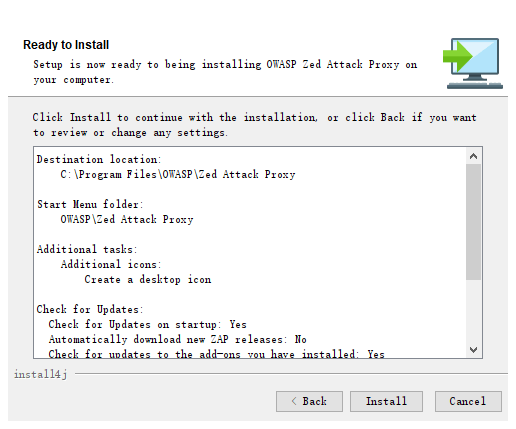 Ready to Install
Setup is now ready to being installing OWASP Zed Attack Proxy on
your computer.
Click Install to continue with the installation, or click Back if you want
to review or change any settings.
Destination location:
C:\Program Files\OWASP\Zed Attack Proxy
Start Menu folder:
OWASP\Zed Attack Proxy
Additional tasks:
Additional icons:
Create a desktop icon
Check for Updates:
Check for Updates on startup: Yes
Automatically download new ZAP releases: No
Check for updates to the add-ons you have installed: Yes
install4j
< Back
Install
Cancel